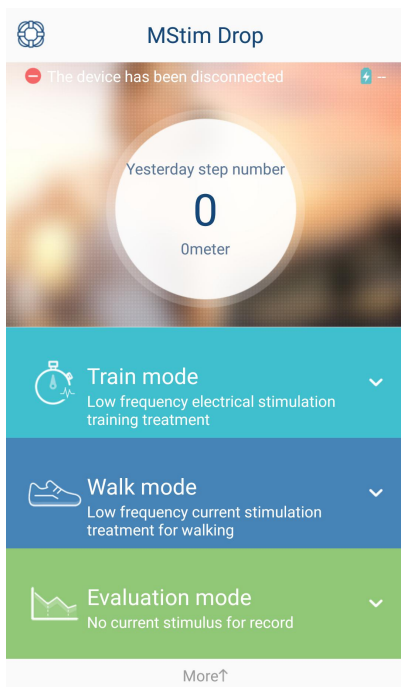 MStim Drop
The device has been disconnected
--
Yesterday step number
0
0meter
Train mode
Low frequency electrical stimulation
training treatment
Walk mode
Low frequency current stimulation
treatment for walking
Evaluation mode
No current stimulus for record
More↑